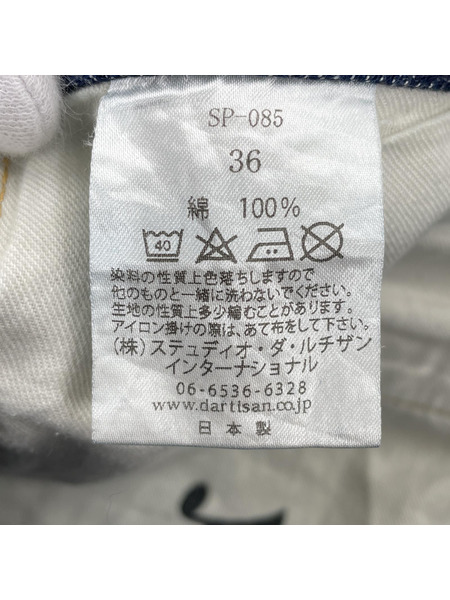 SP-085
36
綿 100%
40
染料の性質上色落ちしますので
他のものと一緒に洗わないでください。
生地の性質上多少縮むことがあります。
アイロン掛けの際は、あて布をして下さい。
(株)ステュディオ・ダ・ルチザン
インターナショナル
06-6536-6328
www.dartisan.co.jp
日本製